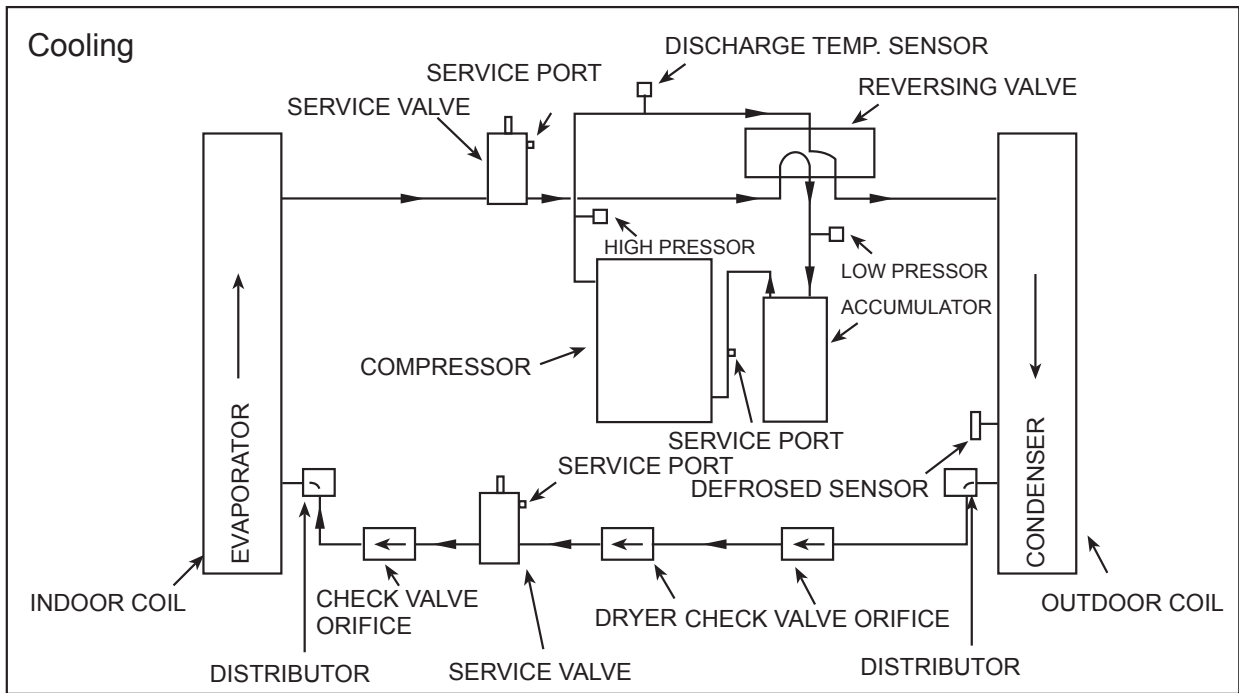 Cooling
DISCHARGE TEMP. SENSOR
SERVICE PORT
REVERSING VALVE
SERVICE VALVE
HIGH PRESSOR
LOW PRESSOR
ACCUMULATOR
COMPRESSOR
SERVICE PORT
SERVICE PORT
DEFROSED SENSOR
EVAPORATOR
CONDENSER
INDOOR COIL
CHECK VALVE
ORIFICE
DRYER
CHECK VALVE
ORIFICE
OUTDOOR COIL
DISTRIBUTOR
SERVICE VALVE
DISTRIBUTOR